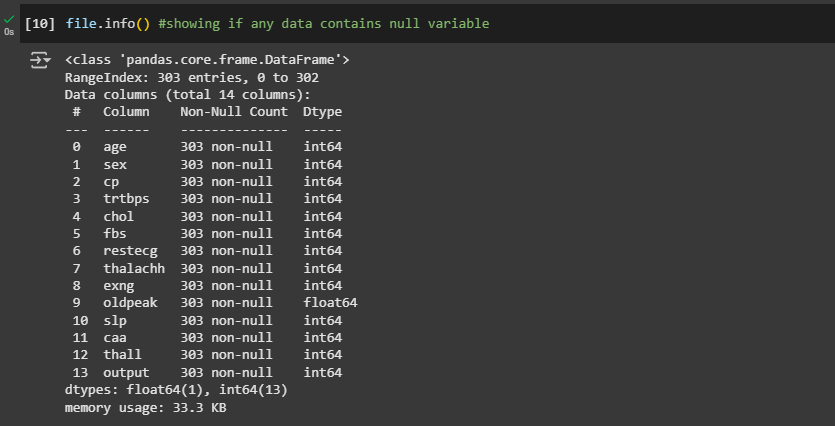 [10] file.info() #showing if any data contains null variable
0s
<class 'pandas.core.frame.DataFrame'>
RangeIndex: 303 entries, 0 to 302
Data columns (total 14 columns):
 #   Column    Non-Null Count  Dtype
---  ------    --------------  -----
 0   age       303 non-null    int64
 1   sex       303 non-null    int64
 2   cp        303 non-null    int64
 3   trtbps    303 non-null    int64
 4   chol      303 non-null    int64
 5   fbs       303 non-null    int64
 6   restecg   303 non-null    int64
 7   thalachh  303 non-null    int64
 8   exng      303 non-null    int64
 9   oldpeak   303 non-null    float64
 10  slp       303 non-null    int64
 11  caa       303 non-null    int64
 12  thall     303 non-null    int64
 13  output    303 non-null    int64
dtypes: float64(1), int64(13)
memory usage: 33.3 KB